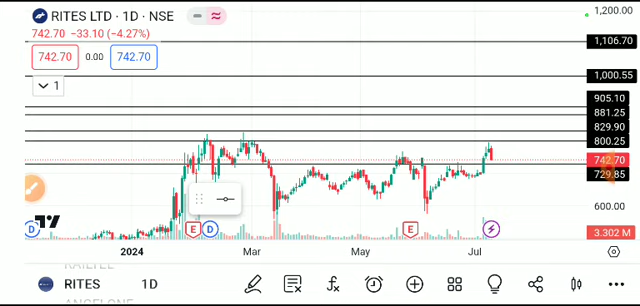 RITES LTD · 1D · NSE
742.70 −33.10 (−4.27%)
742.70 0.00 742.70
1
1,200.00
1,106.70
1,000.55
905.10
881.25
829.90
800.25
742.70
729.85
600.00
3.302 M
D E D E
2024 Mar May Jul
RAILTEL
RITES 1D
ANGELONE